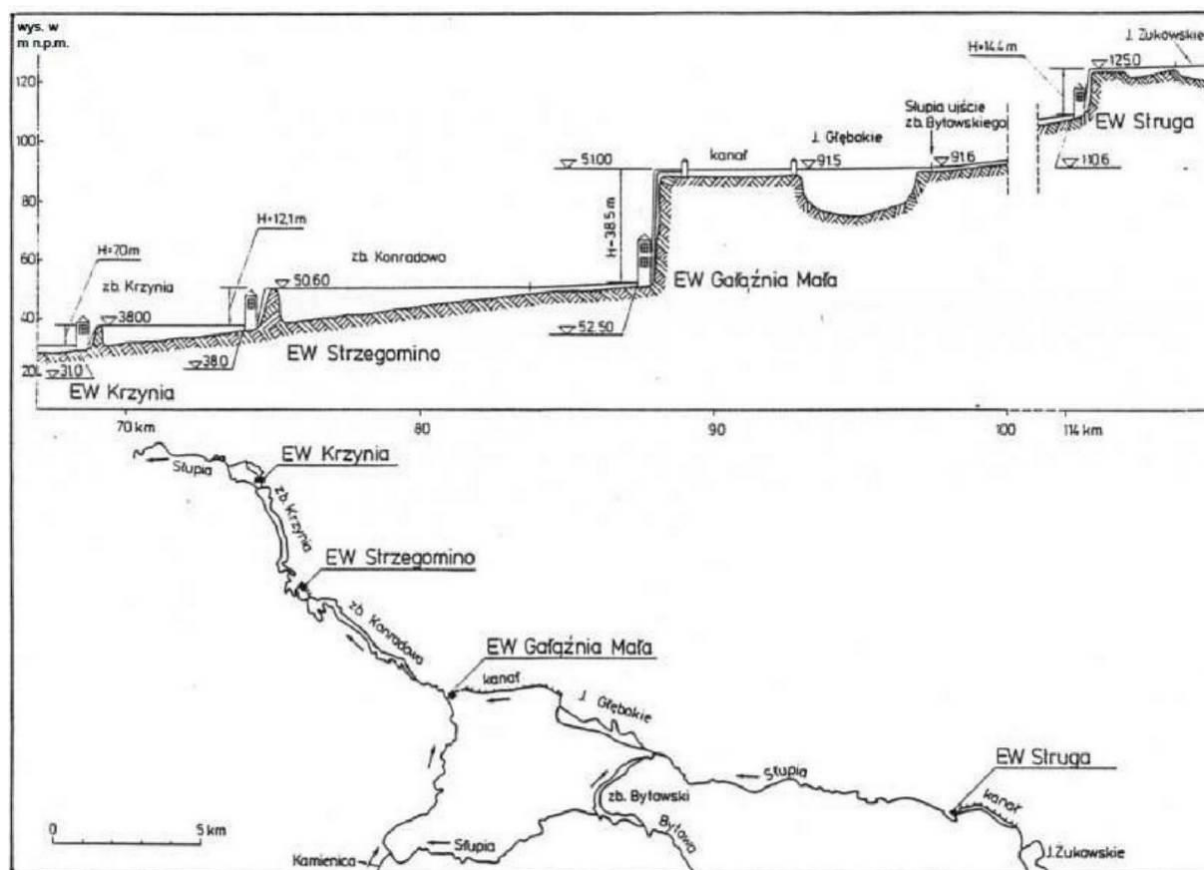 wys. w
m n.p.m.
120
100
80
60
40
20
H=7.0m
zb. Krzynia
38.00
31.0
EW Krzynia
H=12,1m
50.60
zb. Konradowo
38.0
EW Strzegomino
51.00
H=38.5m
52.50
EW Gałąźnia Mała
kanał
91.5
J. Głębokie
Słupia ujście
zb. Bytowskiego
91.6
H=14.4m
125.0
J. Żukowskie
EW Struga
110.6
70 km
80
90
100
114 km
EW Krzynia
Słupia
zb. Krzynia
EW Strzegomino
zb. Konradowo
EW Gałąźnia Mała
kanał
J. Głębokie
EW Struga
Słupia
kanał
zb. Bytowski
Bytowa
Słupia
Kamienica
J. Żukowskie
0
5 km